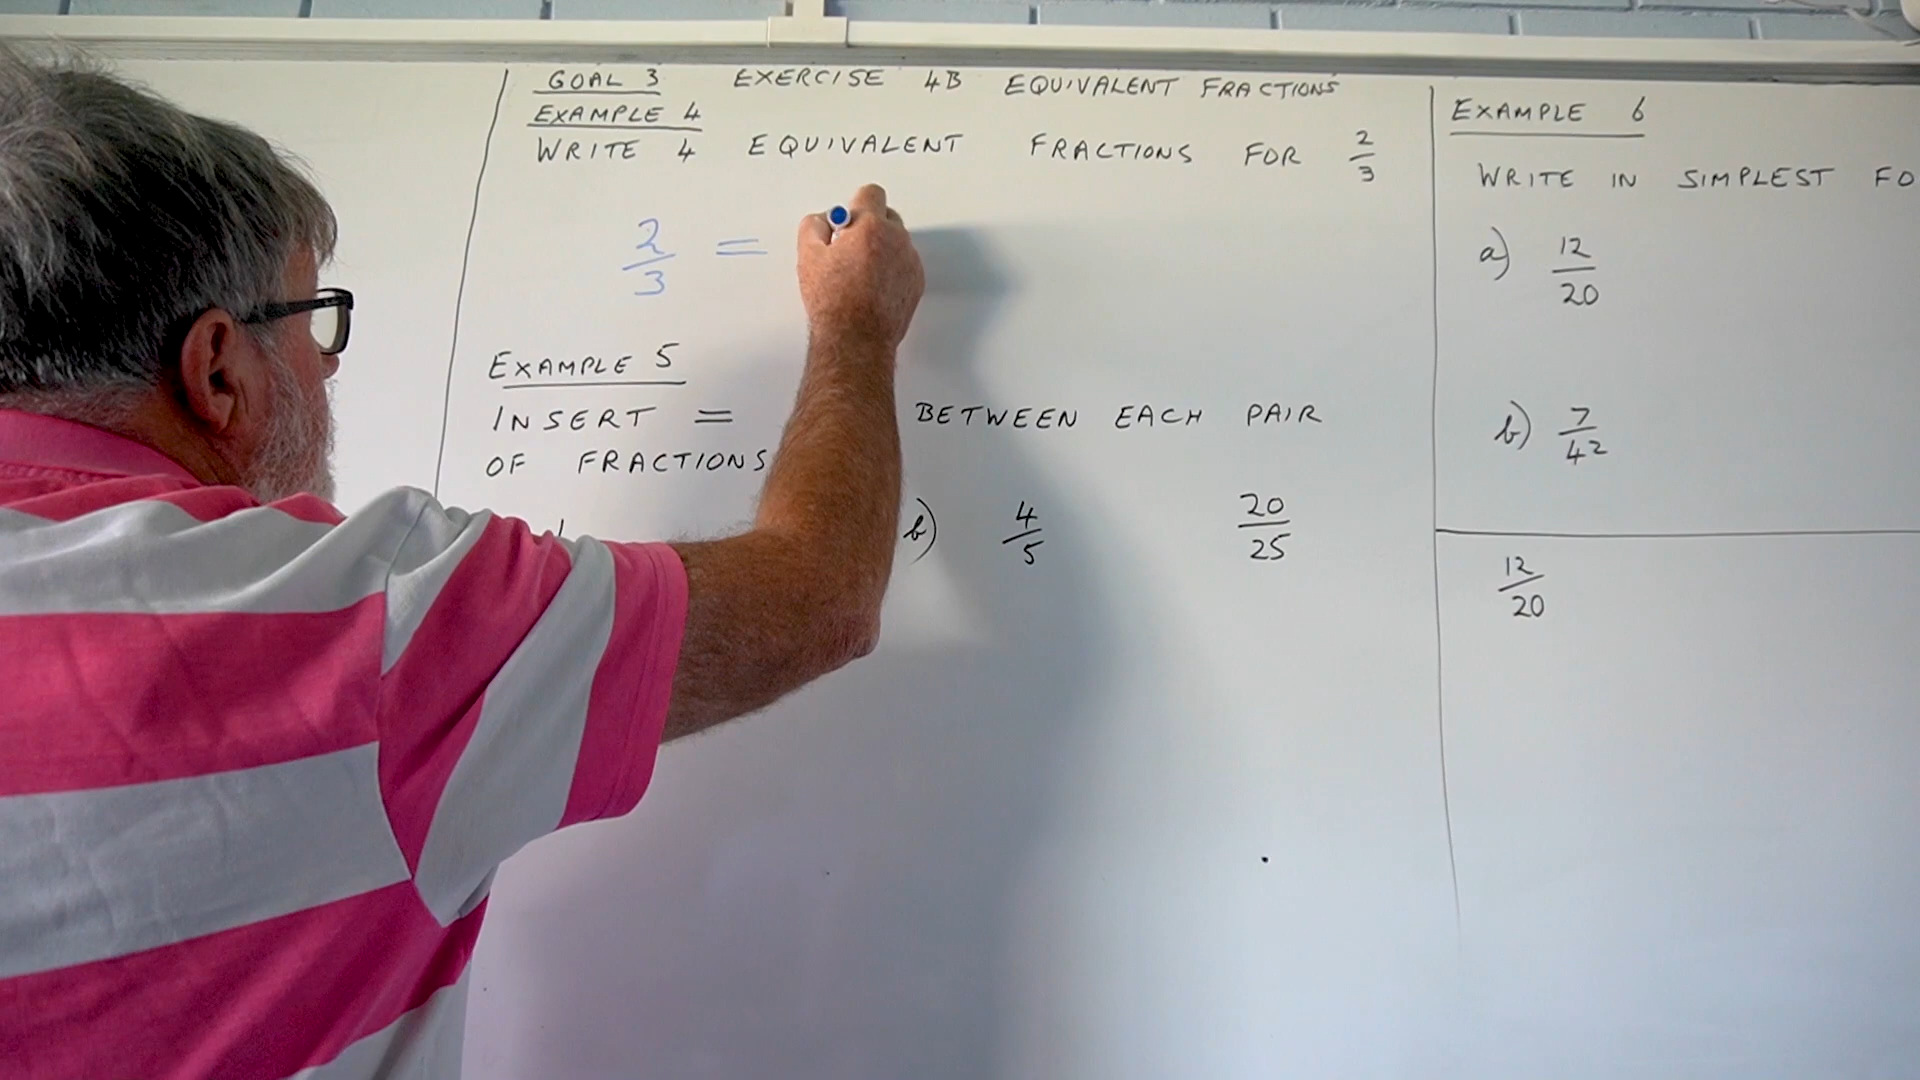 GOAL 3 EXERCISE 4B EQUIVALENT FRACTIONS
EXAMPLE 4
WRITE 4 EQUIVALENT FRACTIONS FOR 2/3
2/3 =
EXAMPLE 5
INSERT = BETWEEN EACH PAIR
OF FRACTIONS
b) 4/5 20/25
EXAMPLE 6
WRITE IN SIMPLEST FO
a) 12/20
b) 7/42
12/20